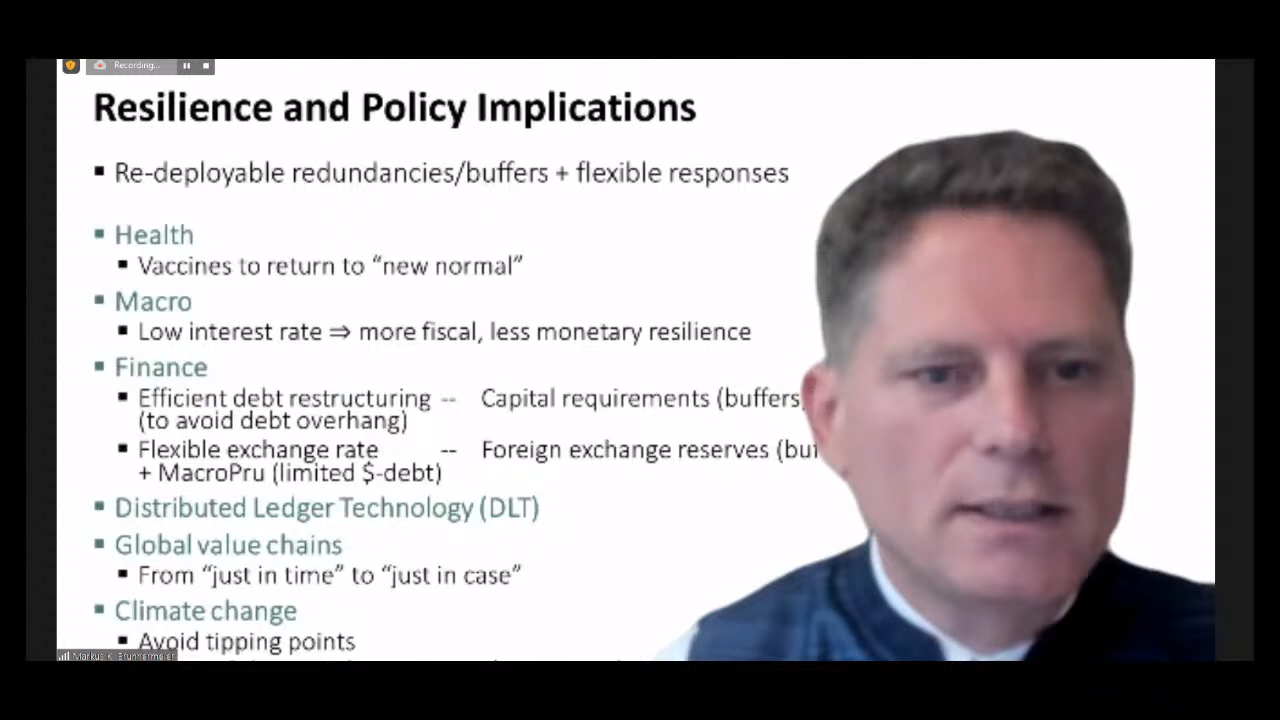 Recording...
Resilience and Policy Implications
▪ Re-deployable redundancies/buffers + flexible responses
▪ Health
▪ Vaccines to return to “new normal”
▪ Macro
▪ Low interest rate ⇒ more fiscal, less monetary resilience
▪ Finance
▪ Efficient debt restructuring -- Capital requirements (buffers)
(to avoid debt overhang)
▪ Flexible exchange rate -- Foreign exchange reserves (buf
+ MacroPru (limited $-debt)
▪ Distributed Ledger Technology (DLT)
▪ Global value chains
▪ From “just in time” to “just in case”
▪ Climate change
▪ Avoid tipping points
Markus K. Brunnermeier